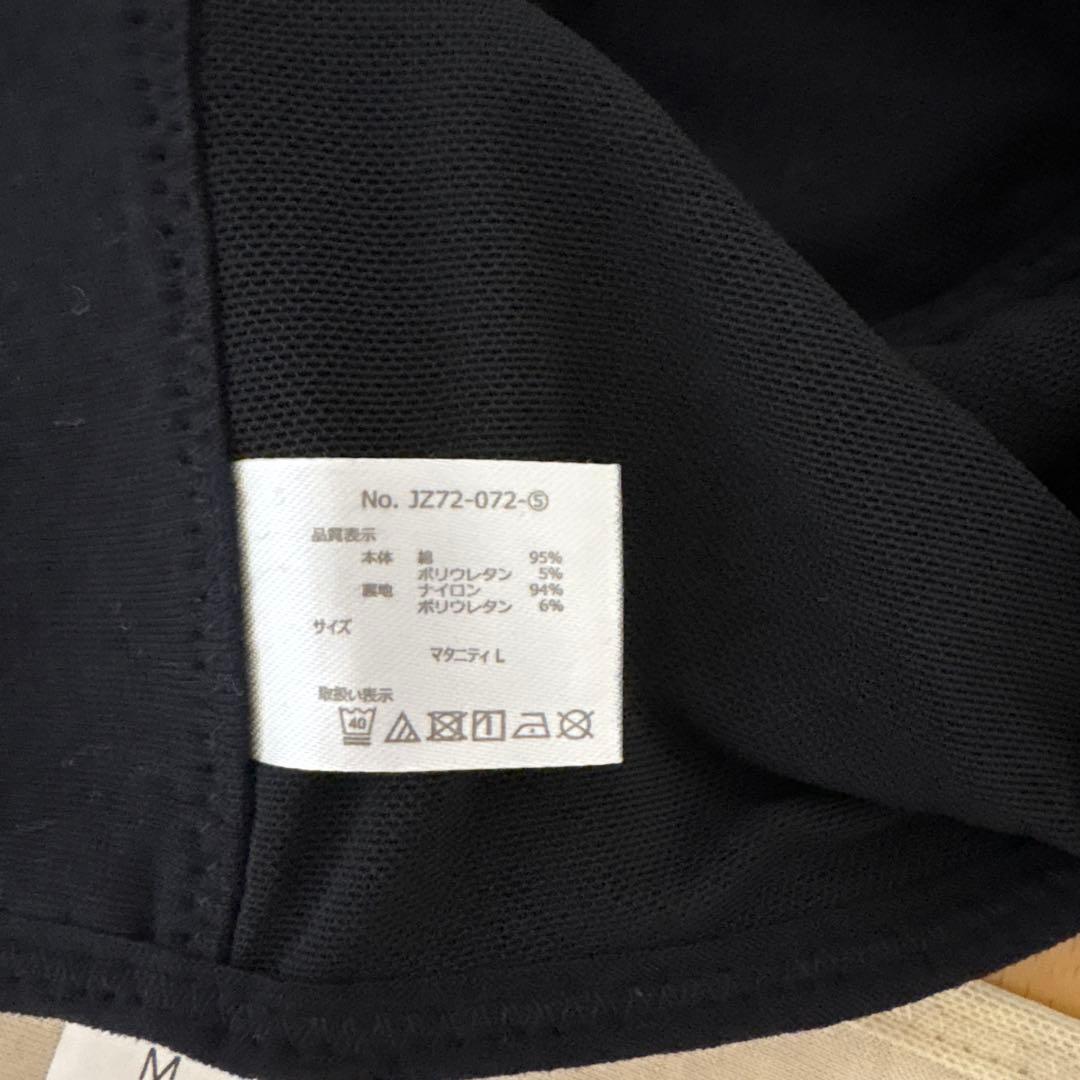 No. JZ72-072-⑤
品質表示
本体 綿 95%
ポリウレタン 5%
裏地 ナイロン 94%
ポリウレタン 6%
サイズ
マタニティ L
取扱い表示
40
M